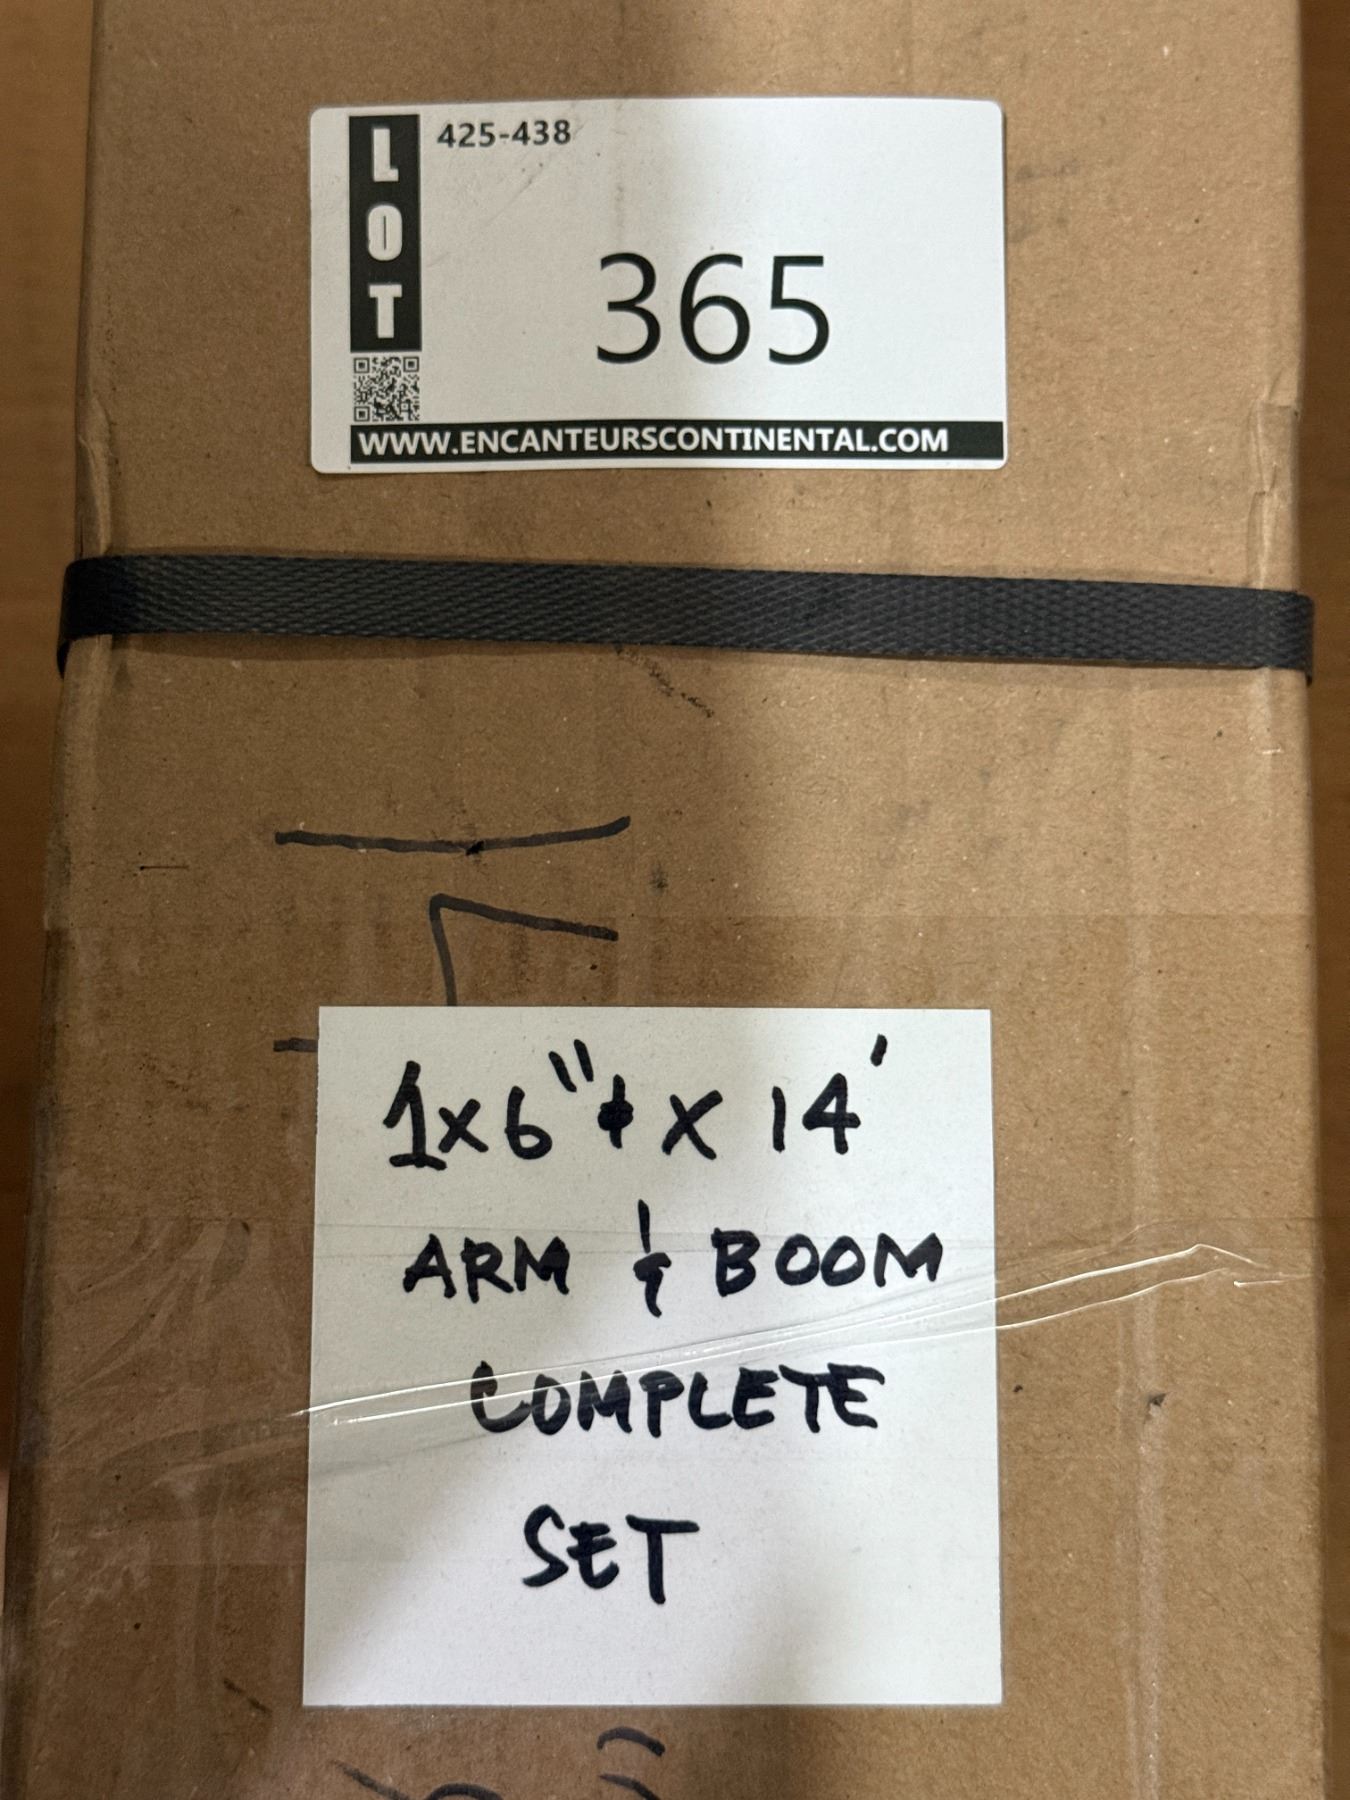 LOT
425-438
365
WWW.ENCANTEURSCONTINENTAL.COM
1x6"ϕ x 14'
ARM & BOOM
COMPLETE
SET